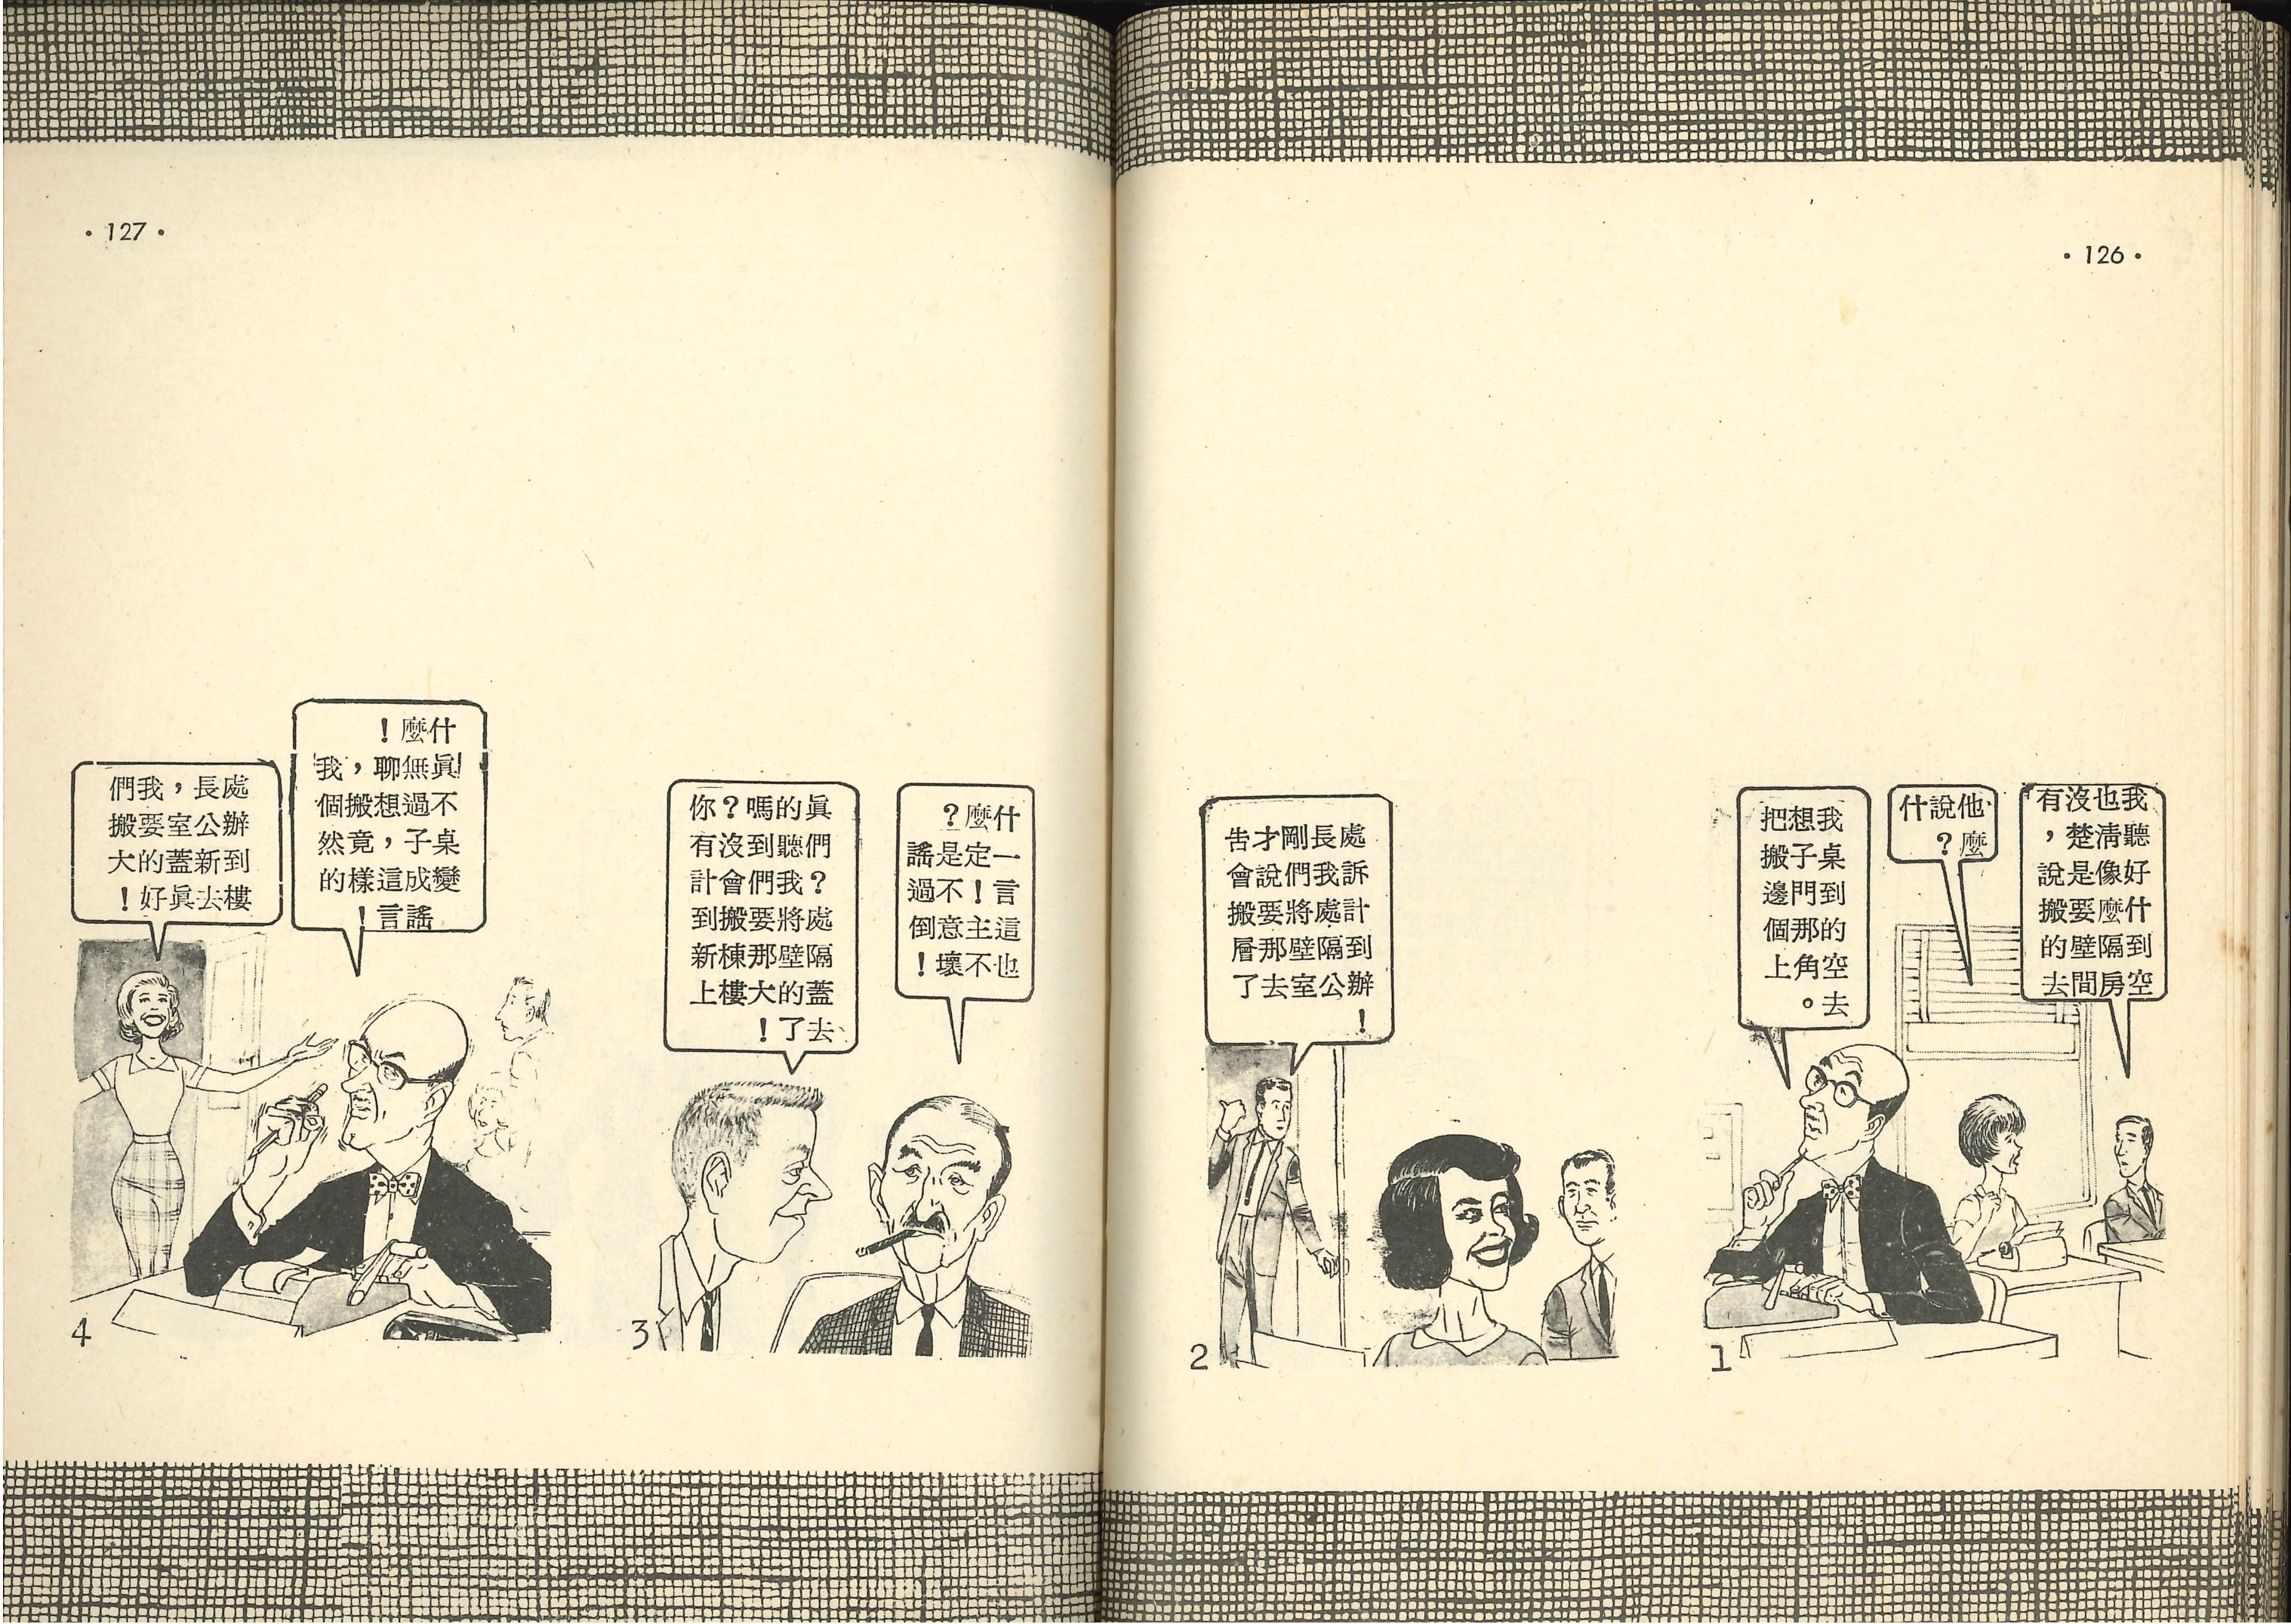 ·126·
我想把
桌子搬
到門邊
的那個
空角上
去。
他說什
麼?
我也沒有
聽清楚,
好像是說
什麼要搬
到隔壁的
空房間去
1
處長剛才告
訴我們說會
計處將要搬
到隔壁那層
辦公室去了
!
2
·127·
眞的嗎?你
們聽到沒有
?我們會計
處將要搬到
隔壁那棟新
蓋的大樓上
去了!
什麼?
一定是謠
言!不過
這主意倒
也不壞!
3
處長,我們
辦公室要搬
到新蓋的大
樓去眞好!
什麼!
眞無聊,我
不過想搬個
桌子,竟然
變成這樣的
謠言!
4